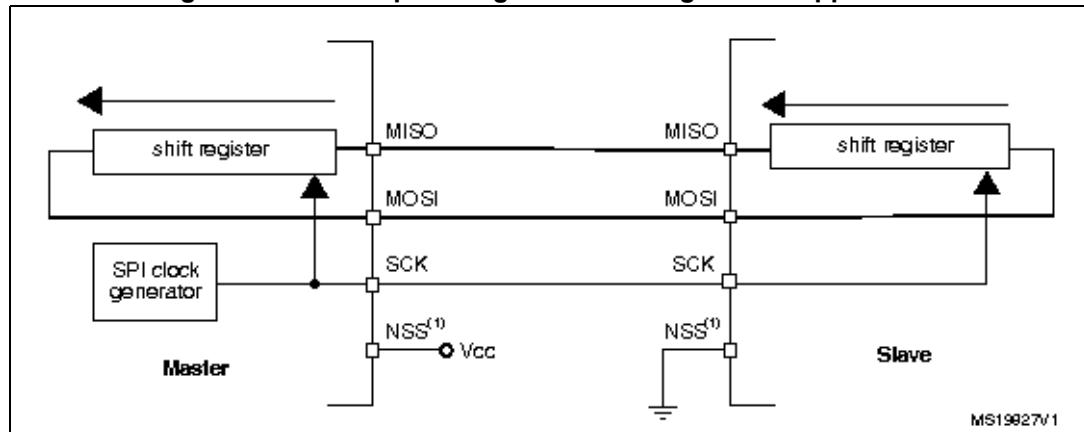 MISO
MISO
shift register
shift register
MOSI
MOSI
SPI clock
generator
SCK
SCK
NSS(1)
Vcc
NSS(1)
Master
Slave
MS19927V1